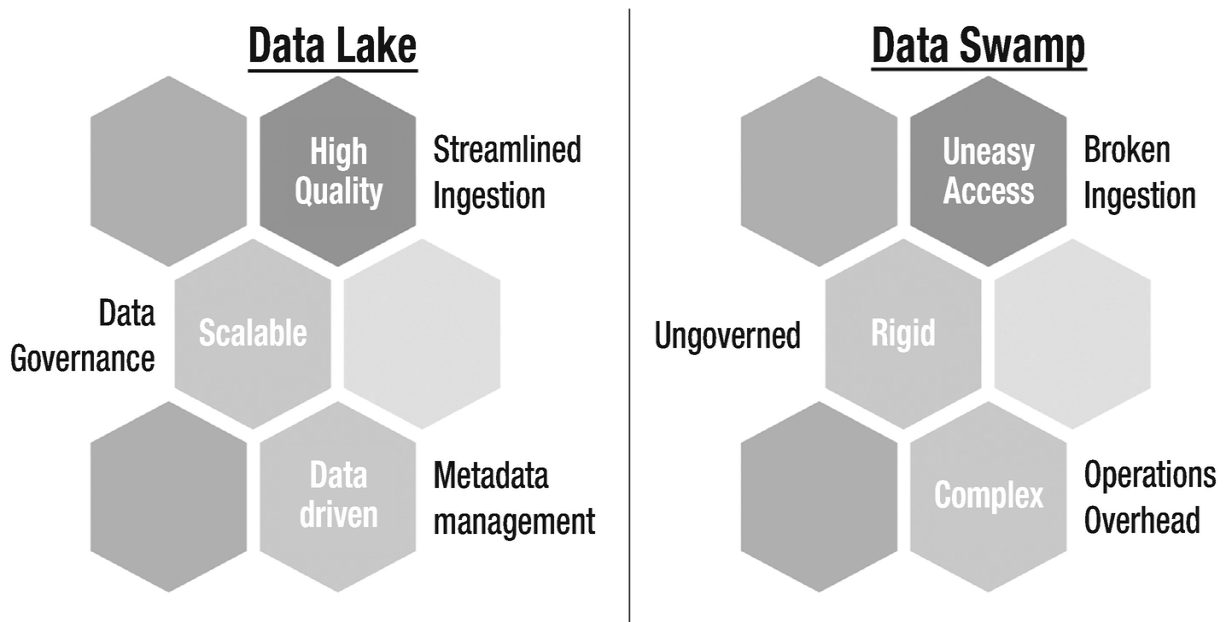 Data Lake
High
Quality
Streamlined
Ingestion
Data
Governance
Scalable
Data
driven
Metadata
management
Data Swamp
Uneasy
Access
Broken
Ingestion
Ungoverned
Rigid
Complex
Operations
Overhead